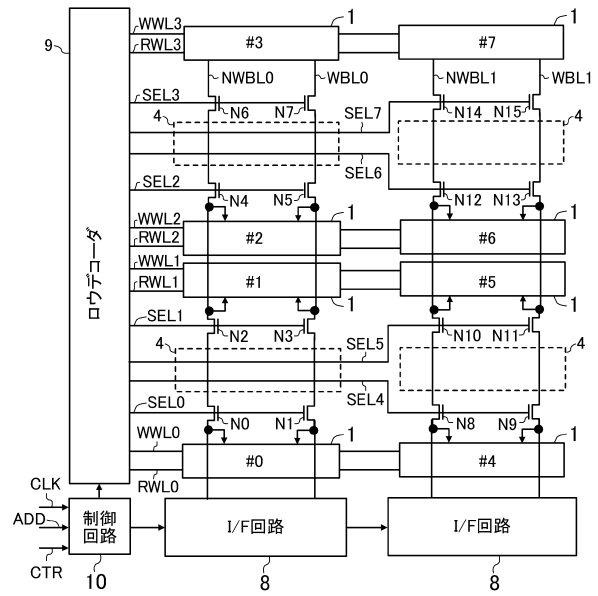 WWL3 1 1
9 RWL3 #3 #7
NWBL0 WBL0 NWBL1 WBL1
SEL3 N6 N7 SEL7 N14 N15
4 4
SEL6
SEL2 N4 N5 N12 N13
WWL2 1 1
RWL2 #2 #6
WWL1
RWL1 #1 #5
ロウデコーダ
1 1
SEL1 N2 N3 N10 N11
4 SEL5 4
SEL4
SEL0 N0 N1 N8 N9
WWL0 1 1
RWL0 #0 #4
CLK
ADD 制御回路 I/F回路 I/F回路
CTR
10 8 8